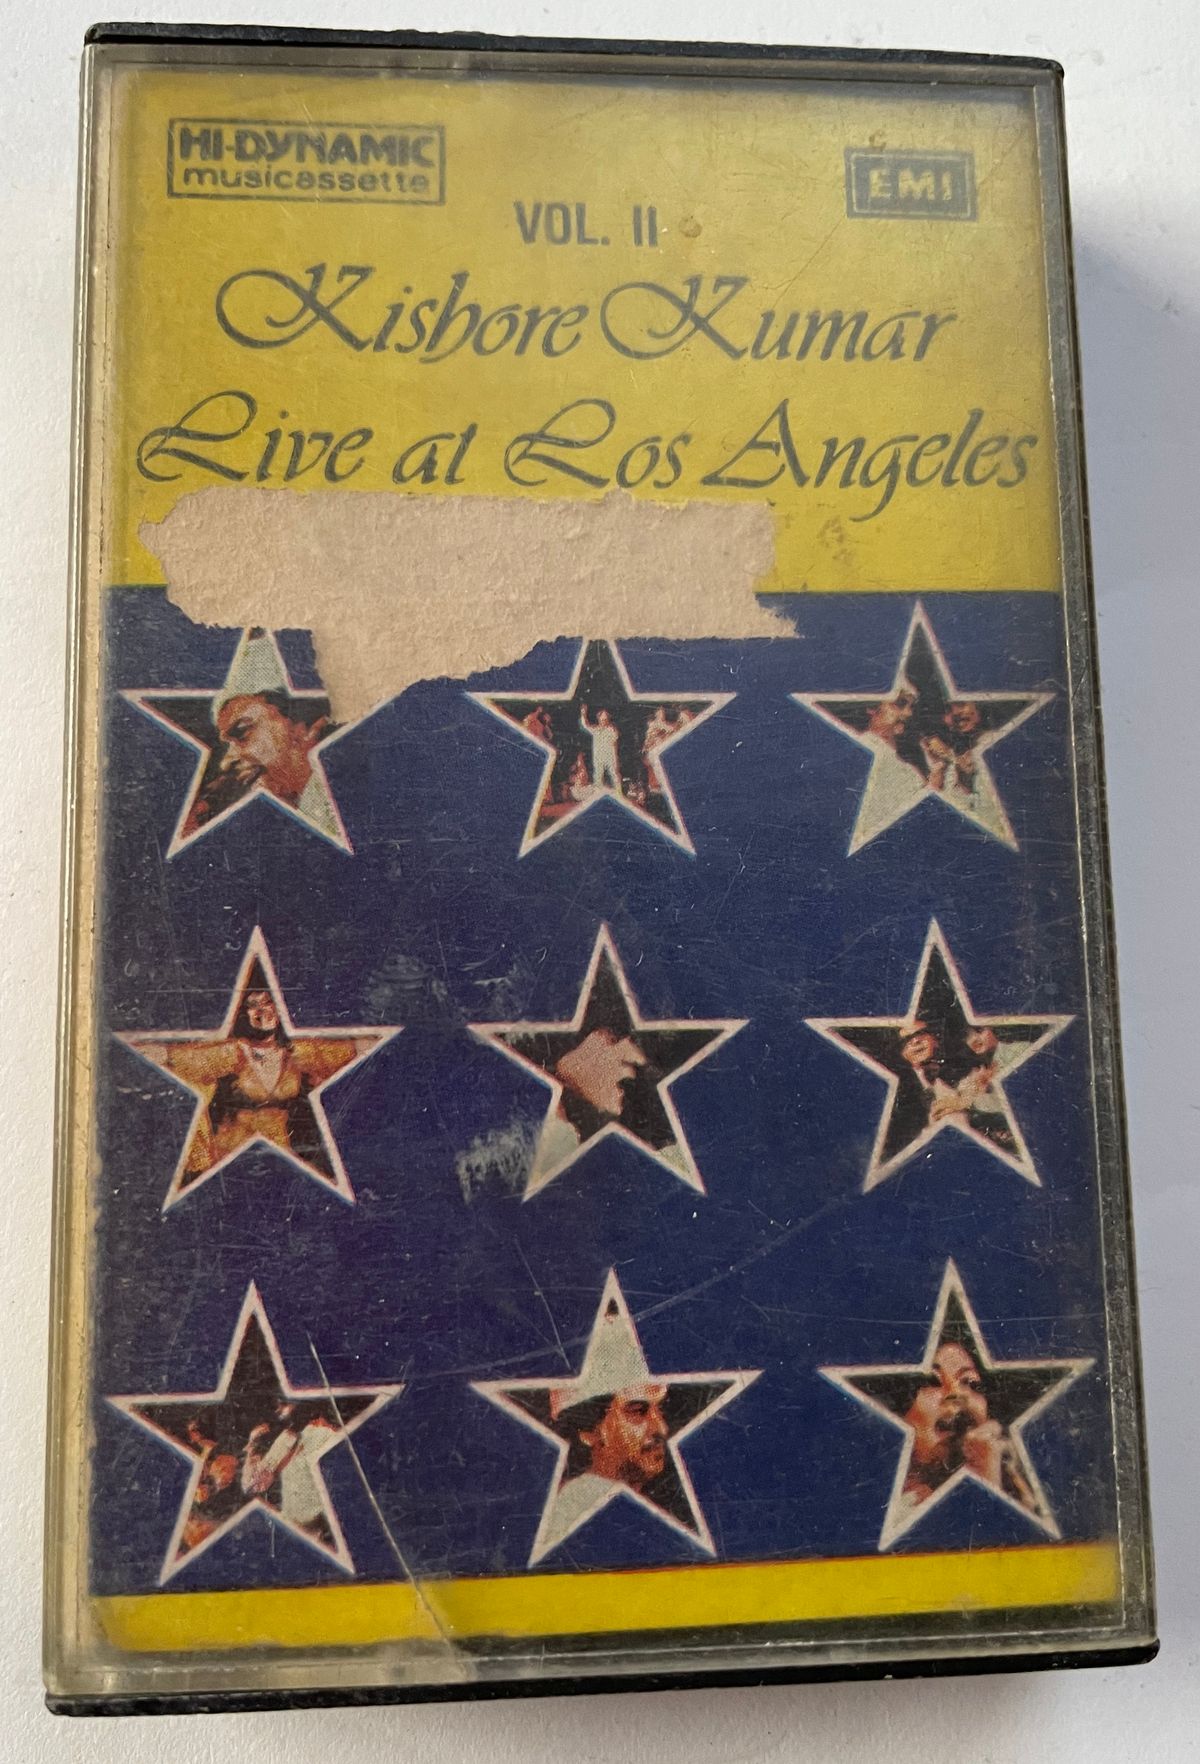 HI-DYNAMIC
musicassette
EMI
VOL. II
Kishore Kumar
Live at Los Angeles